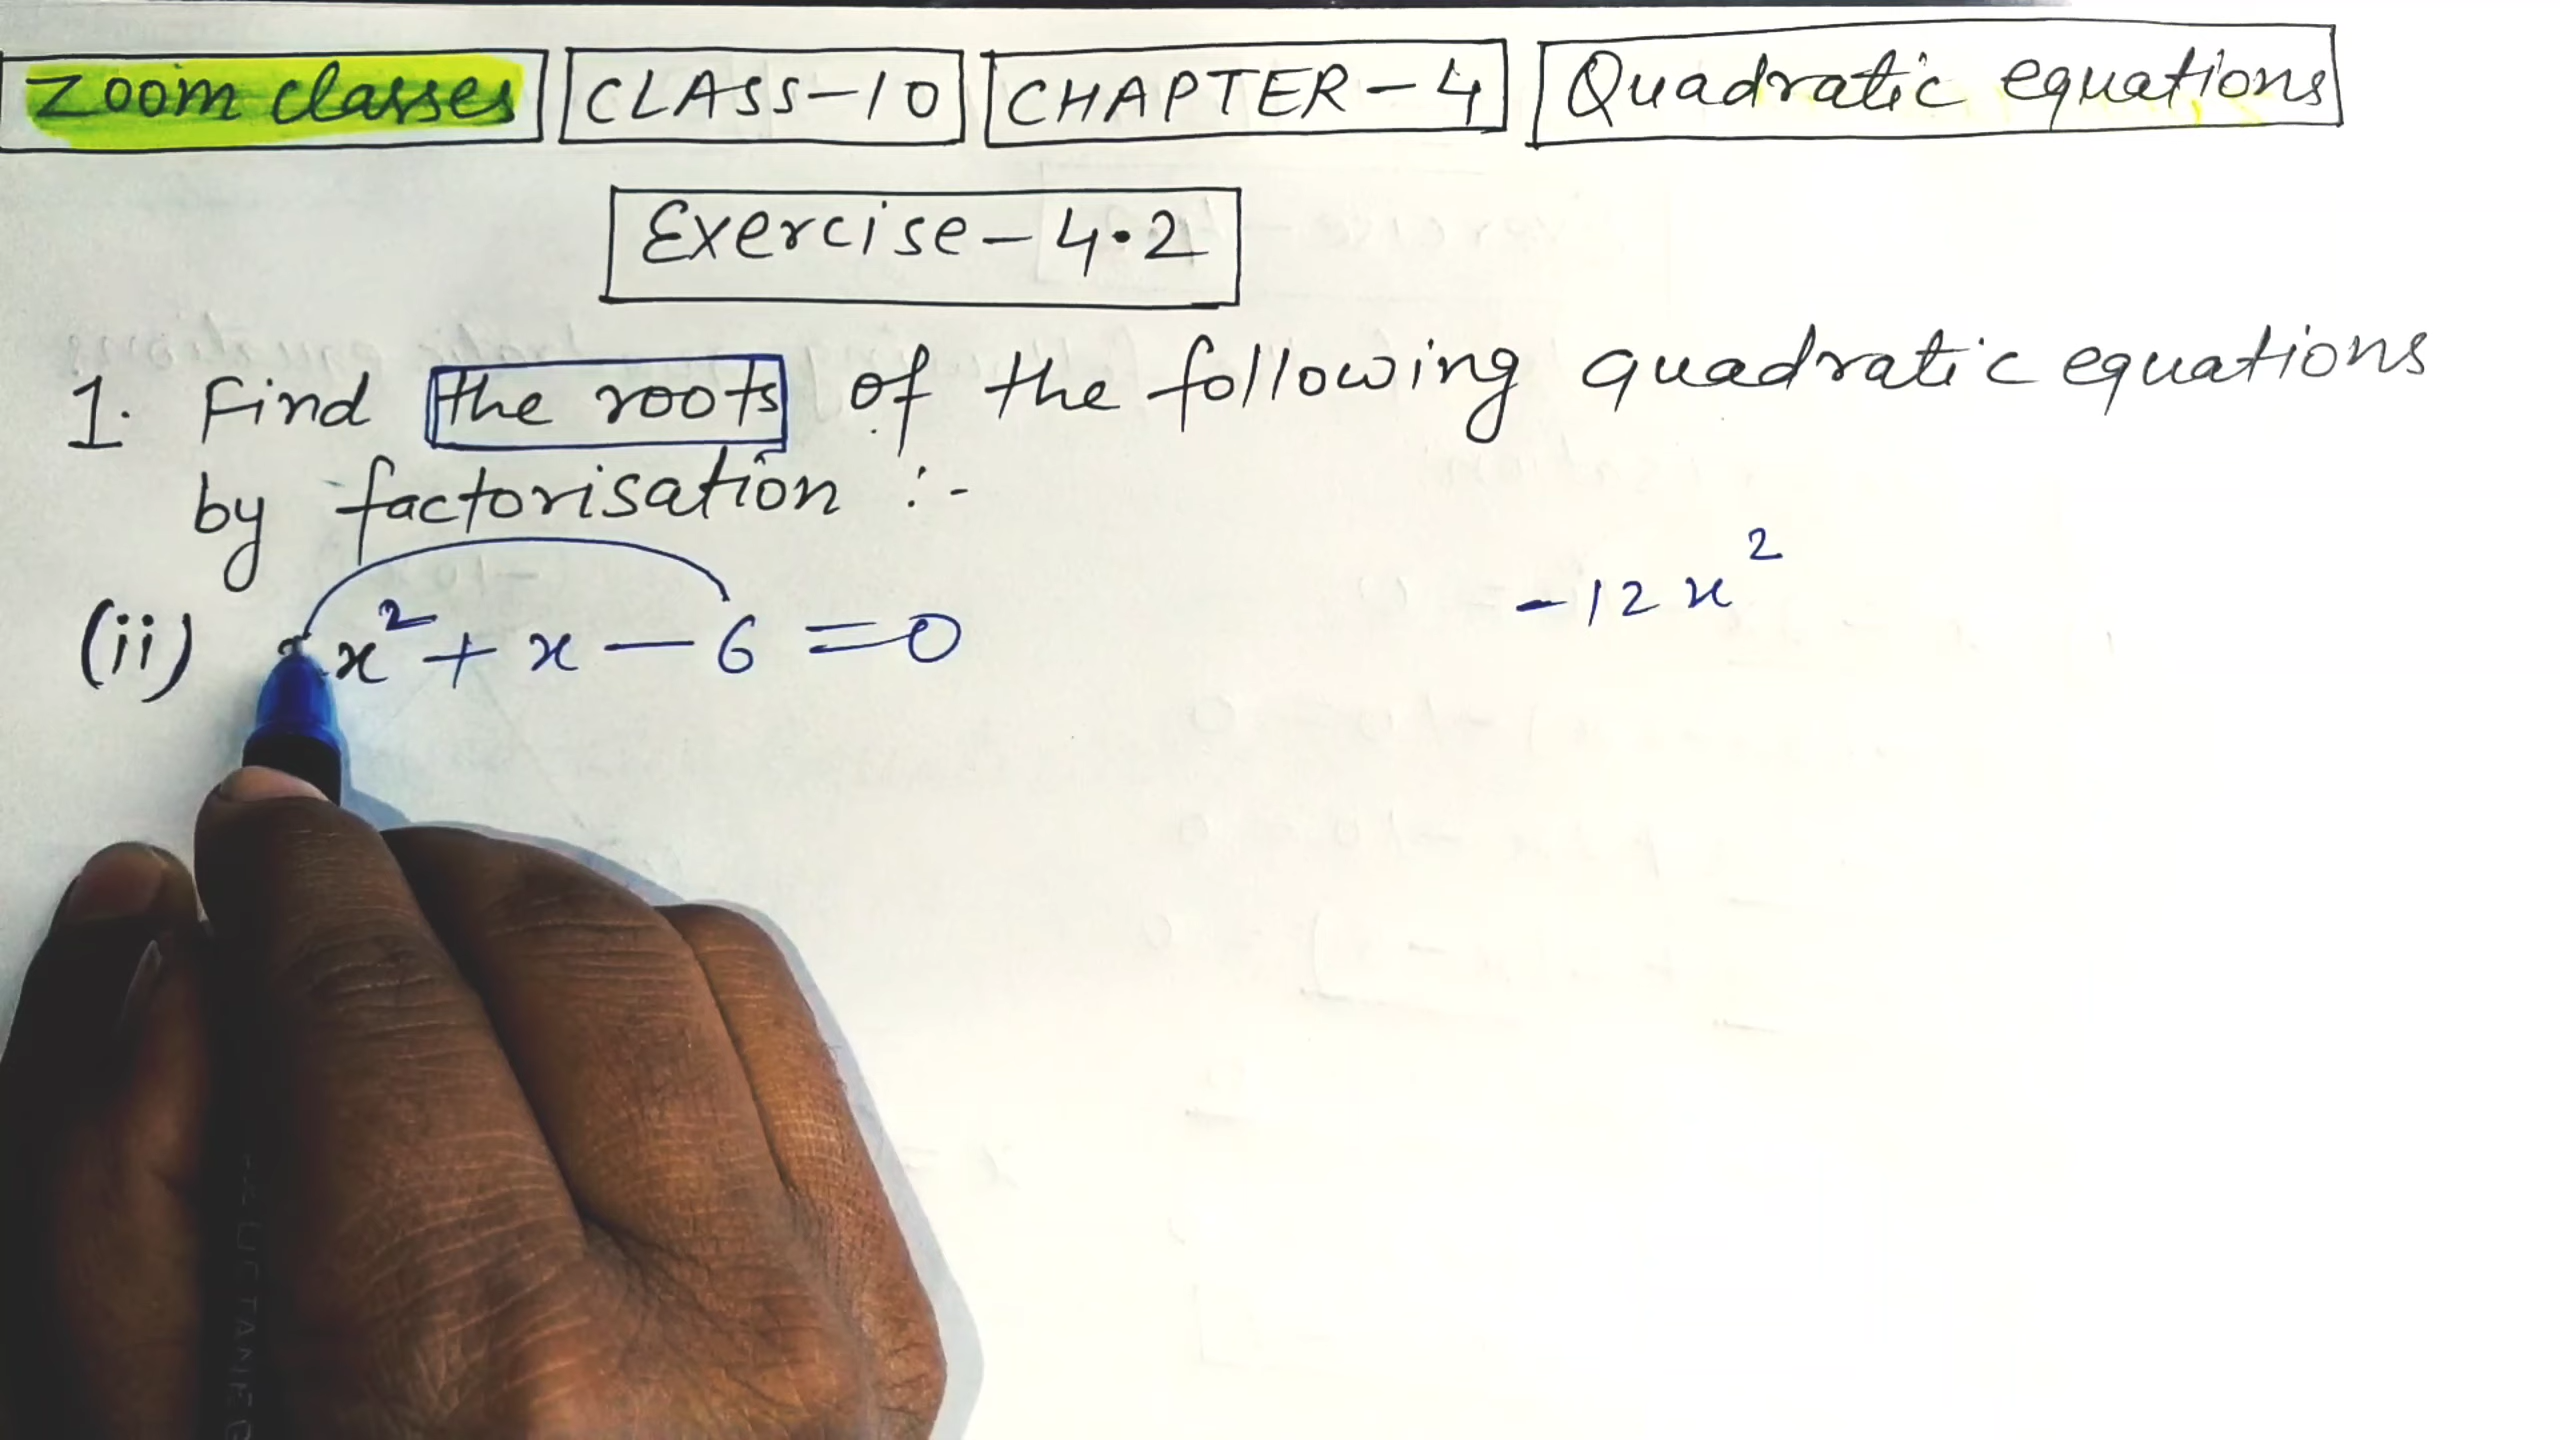 Zoom classes CLASS-10 CHAPTER-4 Quadratic equations
Exercise-4.2
1. Find the roots of the following quadratic equations
by factorisation :-
-12x²
(ii) x² + x - 6 = 0